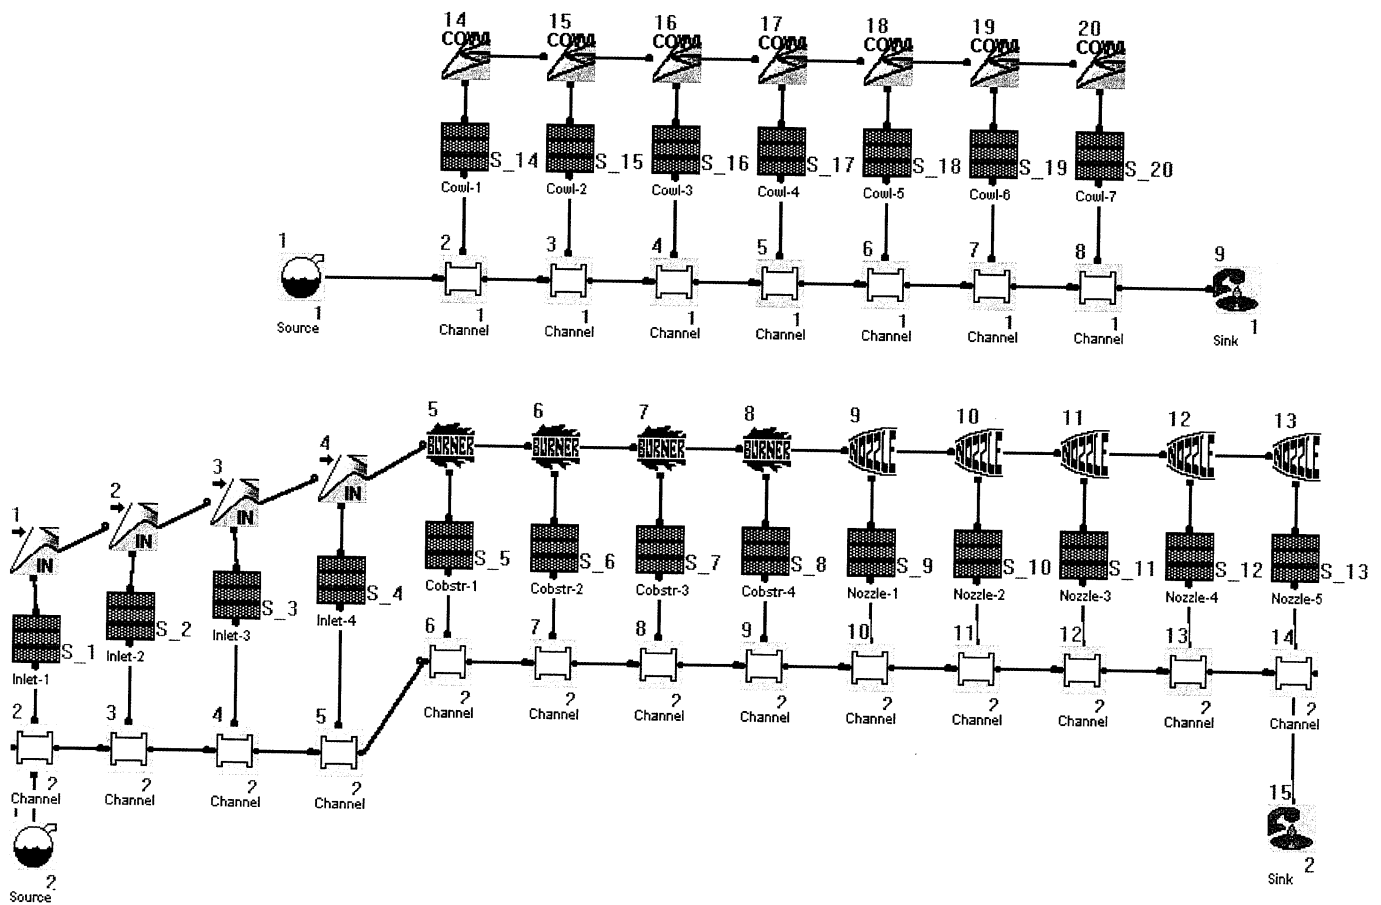 14 15 16 17 18 19 20
COWL COWL COWL COWL COWL COWL COWL
S_14 S_15 S_16 S_17 S_18 S_19 S_20
Cowl-1 Cowl-2 Cowl-3 Cowl-4 Cowl-5 Cowl-6 Cowl-7
1 2 3 4 5 6 7 8 9
1 1 1 1 1 1 1 1 1
Source Channel Channel Channel Channel Channel Channel Channel Sink
1 2 3 4 5 6 7 8 9 10 11 12 13
IN IN IN IN BURNER BURNER BURNER BURNER NOZZLE NOZZLE NOZZLE NOZZLE NOZZLE
S_1 S_2 S_3 S_4 S_5 S_6 S_7 S_8 S_9 S_10 S_11 S_12 S_13
Inlet-1 Inlet-2 Inlet-3 Inlet-4 Cobstr-1 Cobstr-2 Cobstr-3 Cobstr-4 Nozzle-1 Nozzle-2 Nozzle-3 Nozzle-4 Nozzle-5
6 7 8 9 10 11 12 13 14
2 2 2 2 2 2 2 2 2
Channel Channel Channel Channel Channel Channel Channel Channel Channel
2 3 4 5
2 2 2 2
Channel Channel Channel Channel
15
2 2
Source Sink